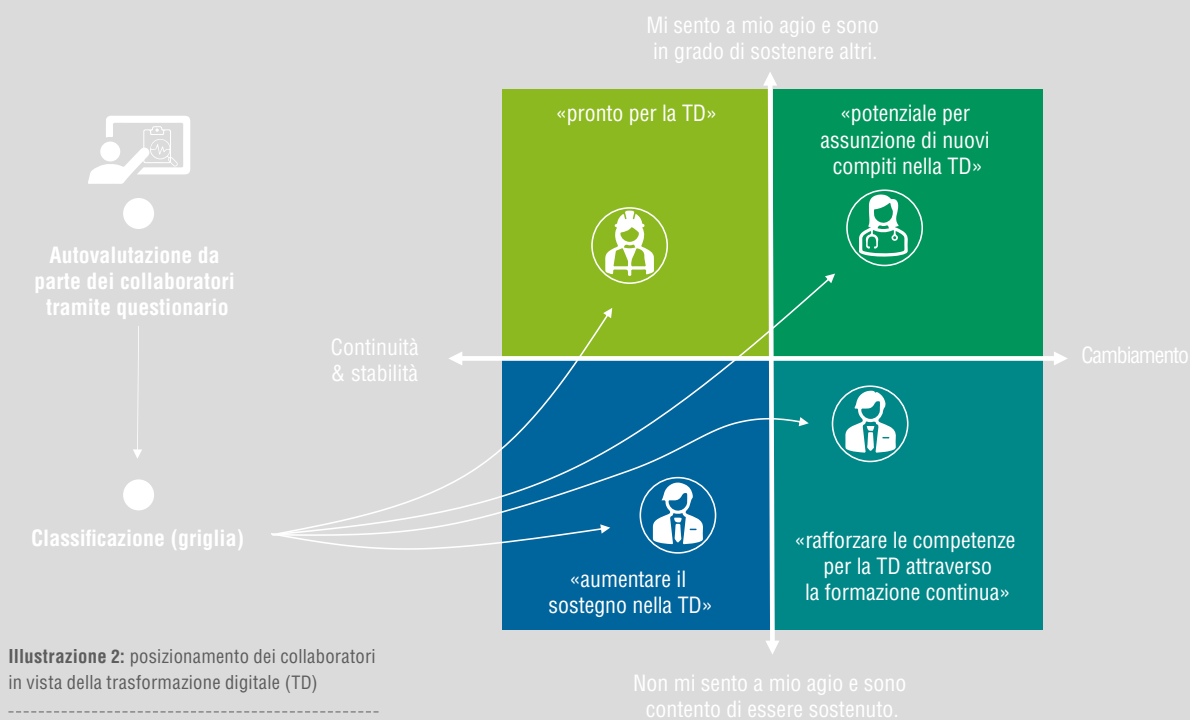 Mi sento a mio agio e sono
in grado di sostenere altri.
«pronto per la TD»
«potenziale per
assunzione di nuovi
compiti nella TD»
Autovalutazione da
parte dei collaboratori
tramite questionario
Continuità
& stabilità
Cambiamento
Classificazione (griglia)
«aumentare il
sostegno nella TD»
«rafforzare le competenze
per la TD attraverso
la formazione continua»
Illustrazione 2: posizionamento dei collaboratori
in vista della trasformazione digitale (TD)
Non mi sento a mio agio e sono
contento di essere sostenuto.